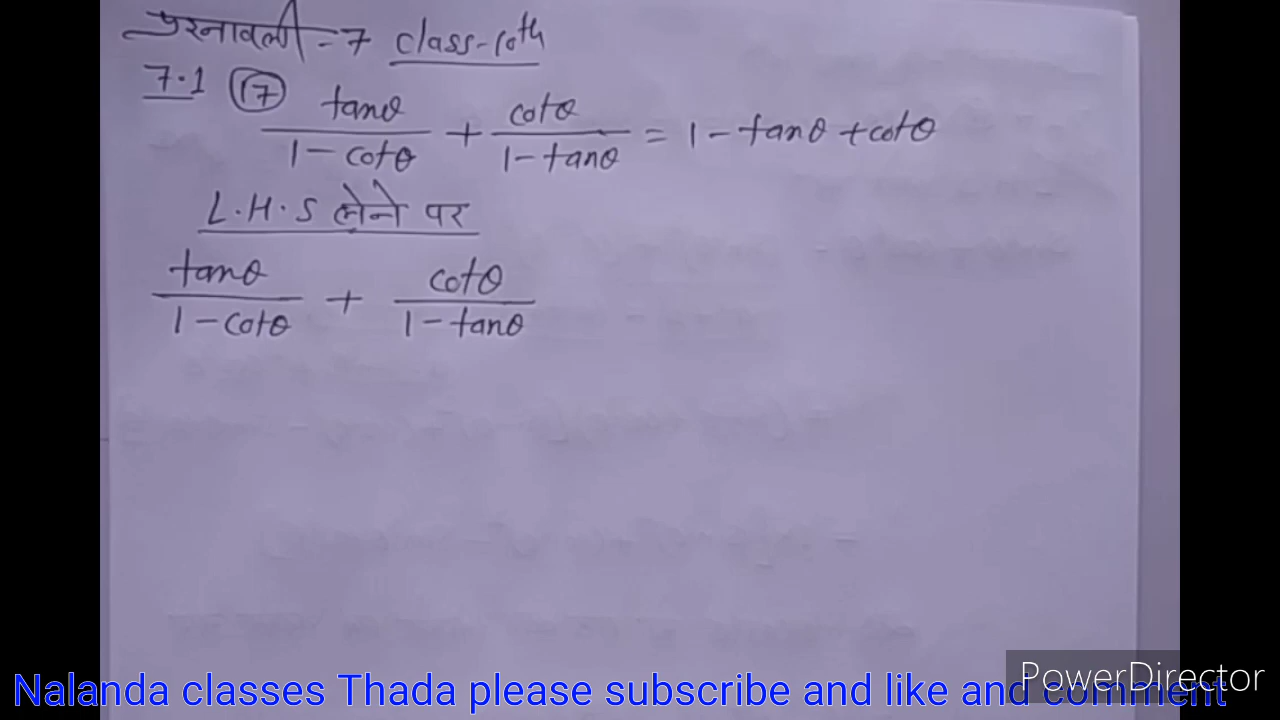 प्रश्नावली - 7 class-10th
7.1 (17) tanθ/(1 - cotθ) + cotθ/(1 - tanθ) = 1 - tanθ + cotθ
L.H.S लेने पर
tanθ/(1 - cotθ) + cotθ/(1 - tanθ)
PowerDirector
Nalanda classes Thada please subscribe and like and comment